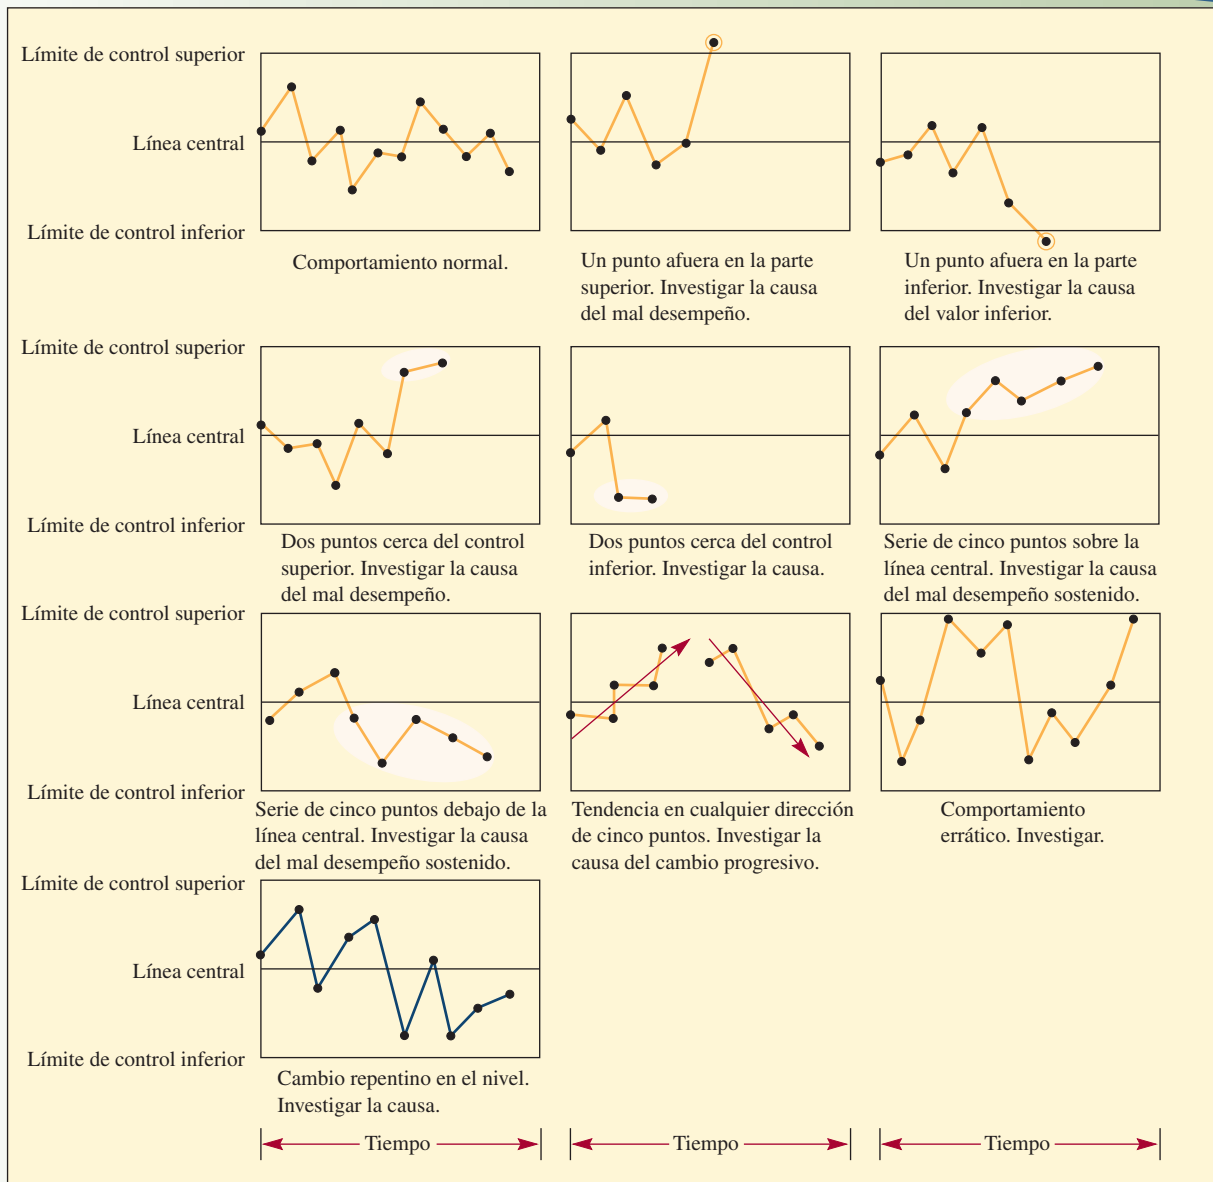 Límite de control superior
Línea central
Límite de control inferior
Comportamiento normal.
Un punto afuera en la parte
superior. Investigar la causa
del mal desempeño.
Un punto afuera en la parte
inferior. Investigar la causa
del valor inferior.
Límite de control superior
Línea central
Límite de control inferior
Dos puntos cerca del control
superior. Investigar la causa
del mal desempeño.
Dos puntos cerca del control
inferior. Investigar la causa.
Serie de cinco puntos sobre la
línea central. Investigar la causa
del mal desempeño sostenido.
Límite de control superior
Línea central
Límite de control inferior
Serie de cinco puntos debajo de la
línea central. Investigar la causa
del mal desempeño sostenido.
Tendencia en cualquier dirección
de cinco puntos. Investigar la
causa del cambio progresivo.
Comportamiento
errático. Investigar.
Límite de control superior
Línea central
Límite de control inferior
Cambio repentino en el nivel.
Investigar la causa.
Tiempo
Tiempo
Tiempo